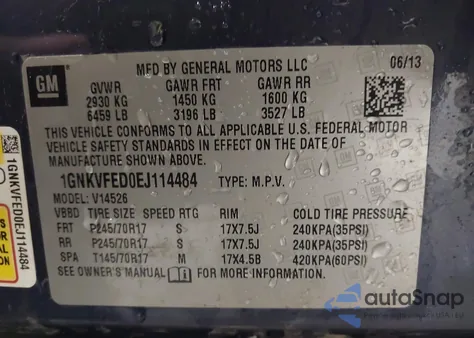 MFD BY GENERAL MOTORS LLC 06/13
GM
GVWR GAWR FRT GAWR RR
2930 KG 1450 KG 1600 KG
6459 LB 3196 LB 3527 LB
THIS VEHICLE CONFORMS TO ALL APPLICABLE U.S. FEDERAL MOTOR
VEHICLE SAFETY STANDARDS IN EFFECT ON THE DATE OF
MANUFACTURE SHOWN ABOVE.
1GNKVFED0EJ114484 TYPE: M.P.V.
MODEL: V14526
VBBD TIRE SIZE SPEED RTG RIM COLD TIRE PRESSURE
FRT P245/70R17 S 17X7.5J 240KPA(35PSI)
RR P245/70R17 S 17X7.5J 240KPA(35PSI)
SPA T145/70R17 M 17X4.5B 420KPA(60PSI)
SEE OWNER'S MANUAL FOR MORE INFORMATION.
1GNKVFED0EJ114484
autoSnap